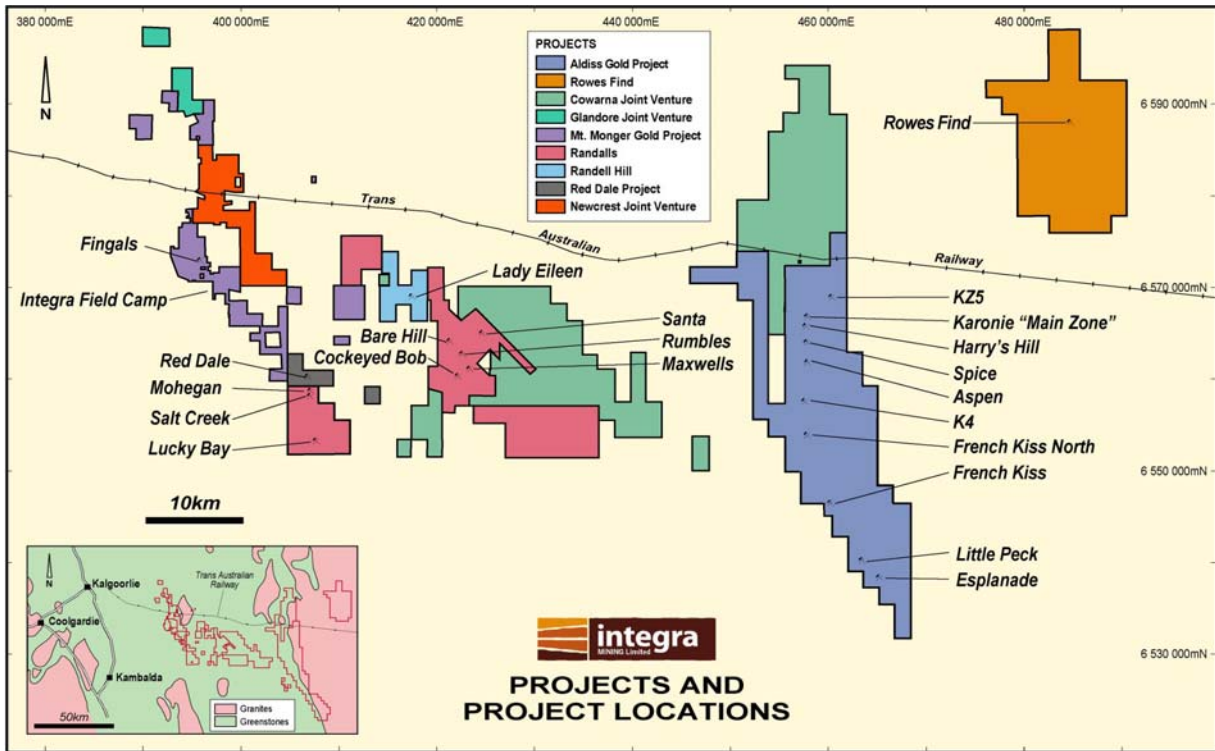 380 000mE
400 000mE
420 000mE
440 000mE
460 000mE
480 000mE
N
PROJECTS
Aldiss Gold Project
Rowes Find
Cowarna Joint Venture
Glandore Joint Venture
Mt. Monger Gold Project
Randalls
Randell Hill
Red Dale Project
Newcrest Joint Venture
6 590 000mN
Rowes Find
Trans
Australian
Railway
Fingals
Integra Field Camp
Lady Eileen
6 570 000mN
KZ5
Karonie "Main Zone"
Harry's Hill
Spice
Aspen
K4
French Kiss North
French Kiss
Little Peck
Esplanade
Bare Hill
Cockeyed Bob
Santa
Rumbles
Maxwells
Red Dale
Mohegan
Salt Creek
Lucky Bay
6 550 000mN
10km
N
Kalgoorlie
Coolgardie
Kambalda
Trans Australian
Railway
50km
Granites
Greenstones
integra
MINING Limited
6 530 000mN
PROJECTS AND
PROJECT LOCATIONS